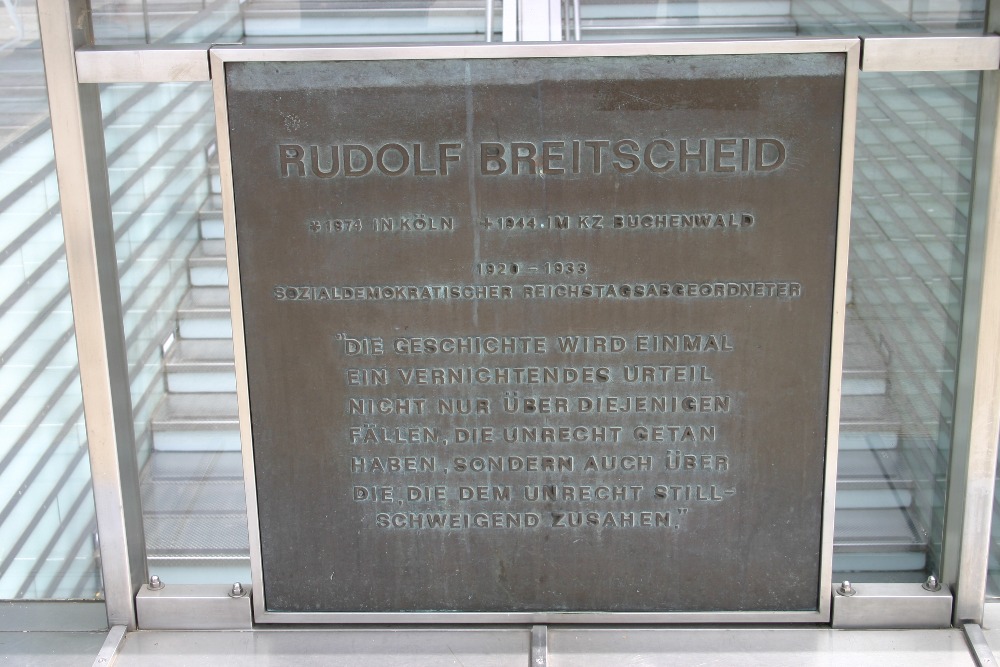 RUDOLF BREITSCHEID
* 1874 IN KÖLN + 1944 IM KZ BUCHENWALD
1920 – 1933
SOZIALDEMOKRATISCHER REICHSTAGSABGEORDNETER
"DIE GESCHICHTE WIRD EINMAL
EIN VERNICHTENDES URTEIL
NICHT NUR ÜBER DIEJENIGEN
FÄLLEN, DIE UNRECHT GETAN
HABEN, SONDERN AUCH ÜBER
DIE, DIE DEM UNRECHT STILL-
SCHWEIGEND ZUSAHEN."